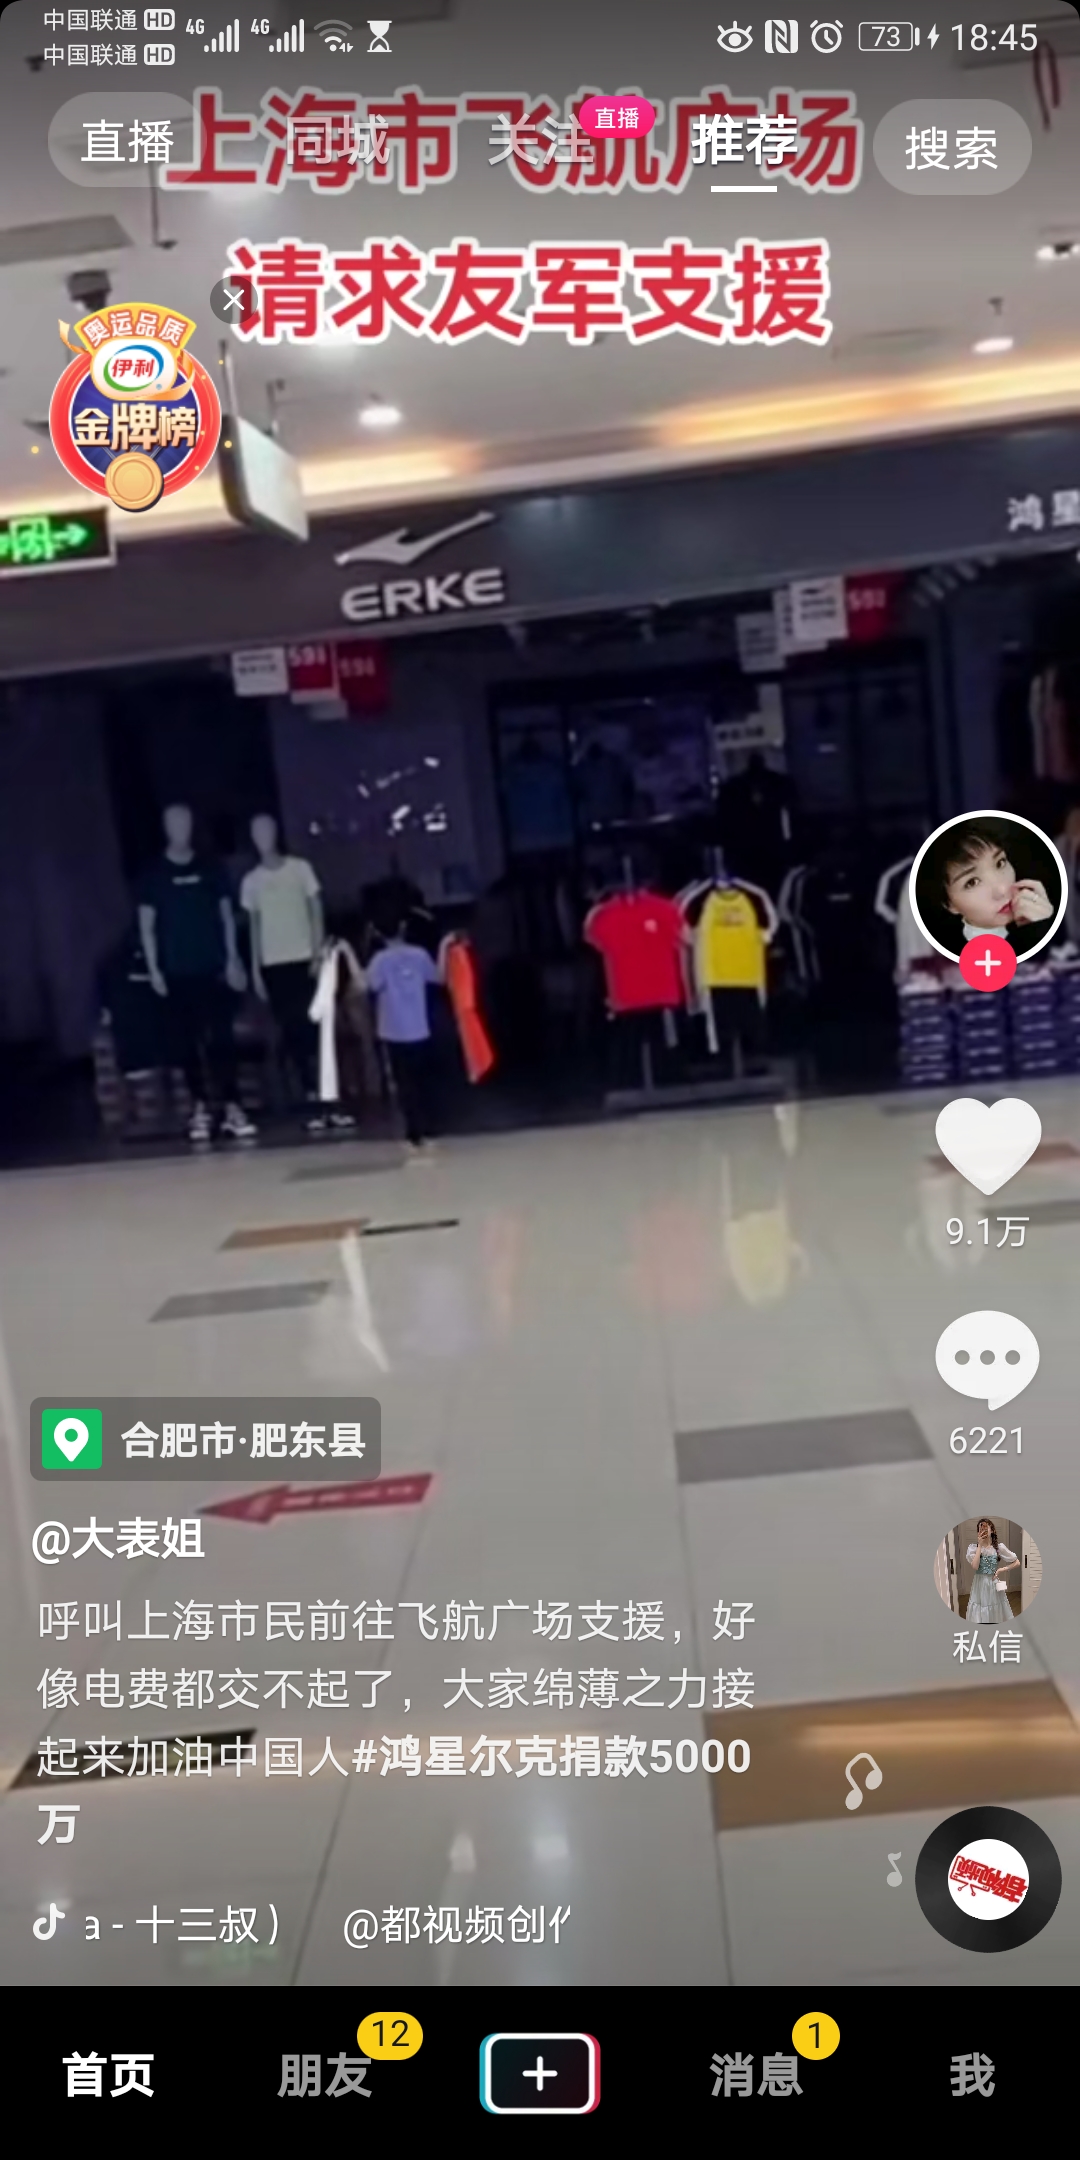 中国联通 HD
中国联通 HD
4G 4G
73
18:45
直播
同城
关注
直播
推荐
搜索
上海市飞航广场
请求友军支援
奥运品质
伊利
金牌榜
ERKE
鸿星
9.1万
6221
私信
合肥市·肥东县
@大表姐
呼叫上海市民前往飞航广场支援，好
像电费都交不起了，大家绵薄之力接
起来加油中国人#鸿星尔克捐款5000
万
a - 十三叔） @都视频创作
首页
朋友
12
消息
1
我